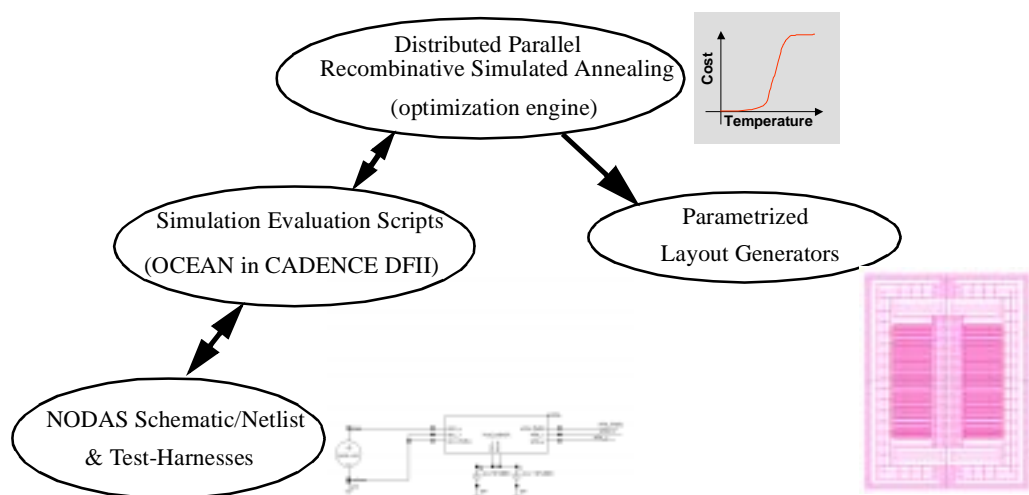 Distributed Parallel
Recombinative Simulated Annealing
(optimization engine)
Cost
Temperature
Simulation Evaluation Scripts
(OCEAN in CADENCE DFII)
Parametrized
Layout Generators
NODAS Schematic/Netlist
& Test-Harnesses